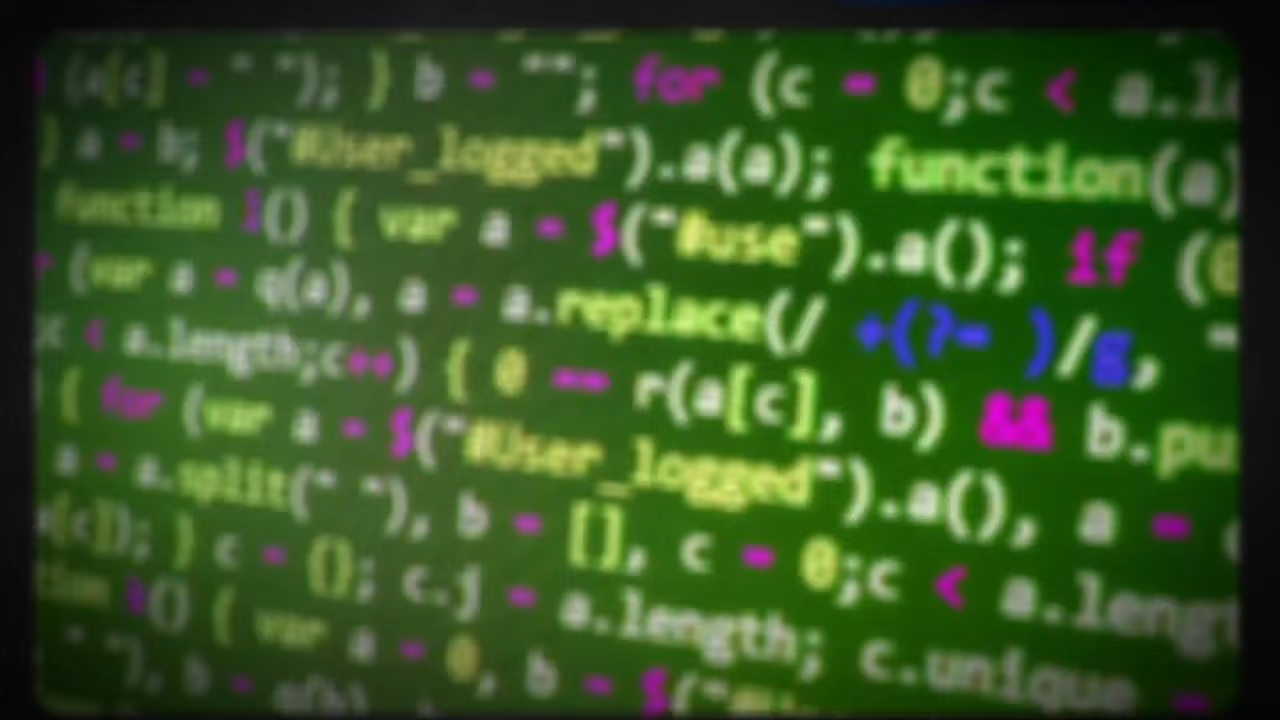 (a[c] = " "); } b = ""; for (c = 0;c < a.l
} a = b; $("#User_logged").a(a); function(a)
function l() { var a = $("#use").a(); if (
(var a = q(a), a = a.replace(/ +(?= )/g,
< a.length;c++) { 0 == r(a[c], b) && b.pu
{ for (var a = $("#User_logged").a(), a =
a = a.split(" "), b = [], c = 0;c < a.lengt
[c]); } c = {}; c.j = a.length; c.unique =
tion l() { var a = 0, b = $("
" "), b =